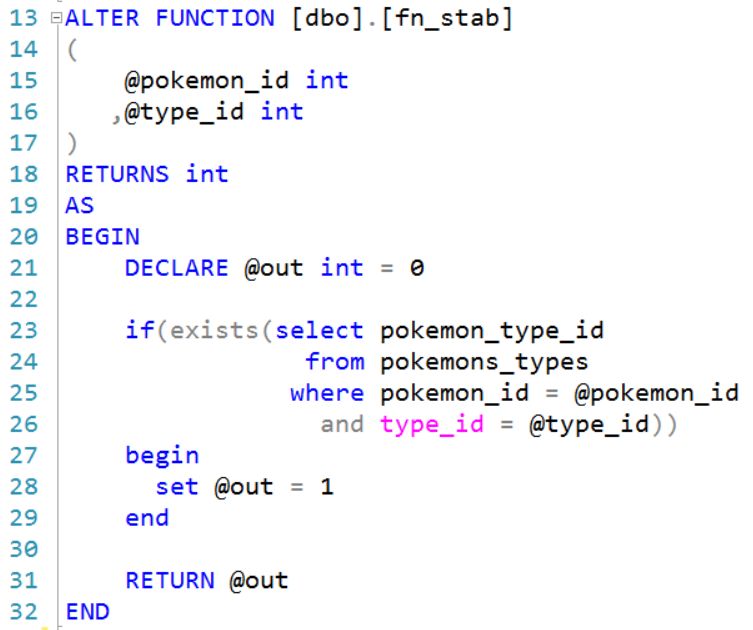 13 ALTER FUNCTION [dbo].[fn_stab]
14 (
15     @pokemon_id int
16    ,@type_id int
17 )
18 RETURNS int
19 AS
20 BEGIN
21     DECLARE @out int = 0
22
23     if(exists(select pokemon_type_id
24                 from pokemons_types
25                where pokemon_id = @pokemon_id
26                  and type_id = @type_id))
27     begin
28       set @out = 1
29     end
30
31     RETURN @out
32 END